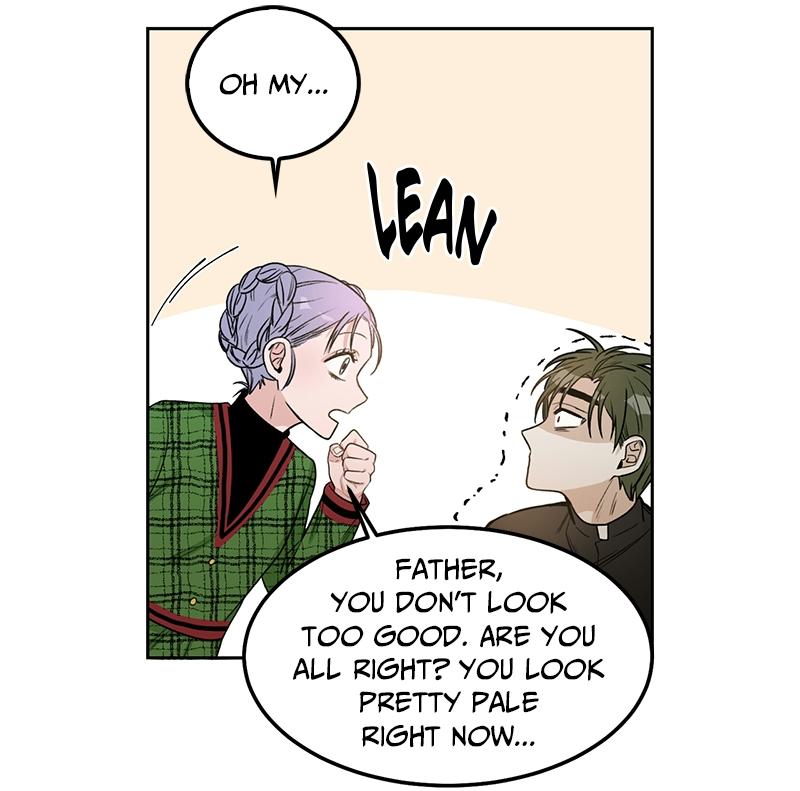 OH MY...
LEAN
FATHER,
YOU DON'T LOOK
TOO GOOD. ARE YOU
ALL RIGHT? YOU LOOK
PRETTY PALE
RIGHT NOW...